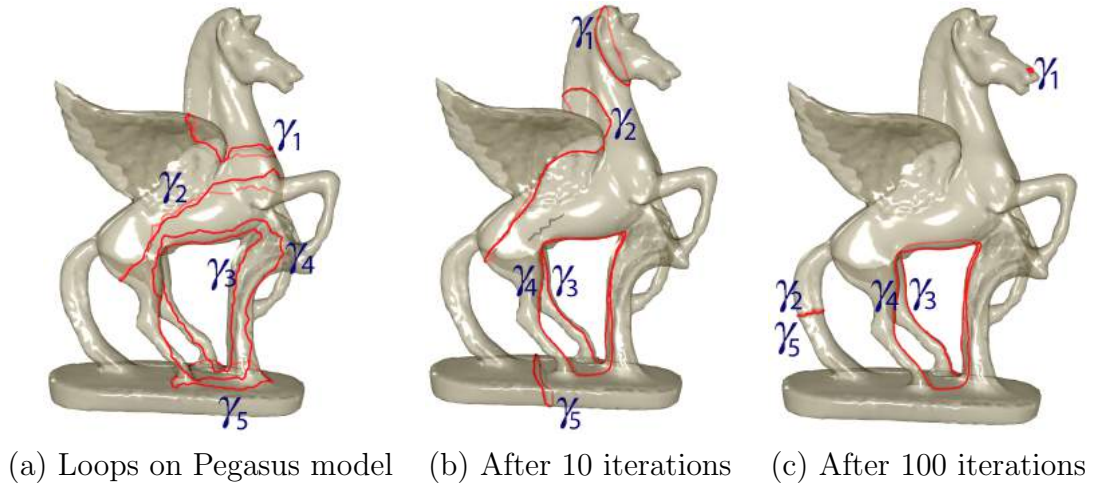 γ1
γ2
γ3
γ4
γ5
γ1
γ2
γ4
γ3
γ5
γ1
γ2
γ4
γ3
γ5
(a) Loops on Pegasus model
(b) After 10 iterations
(c) After 100 iterations